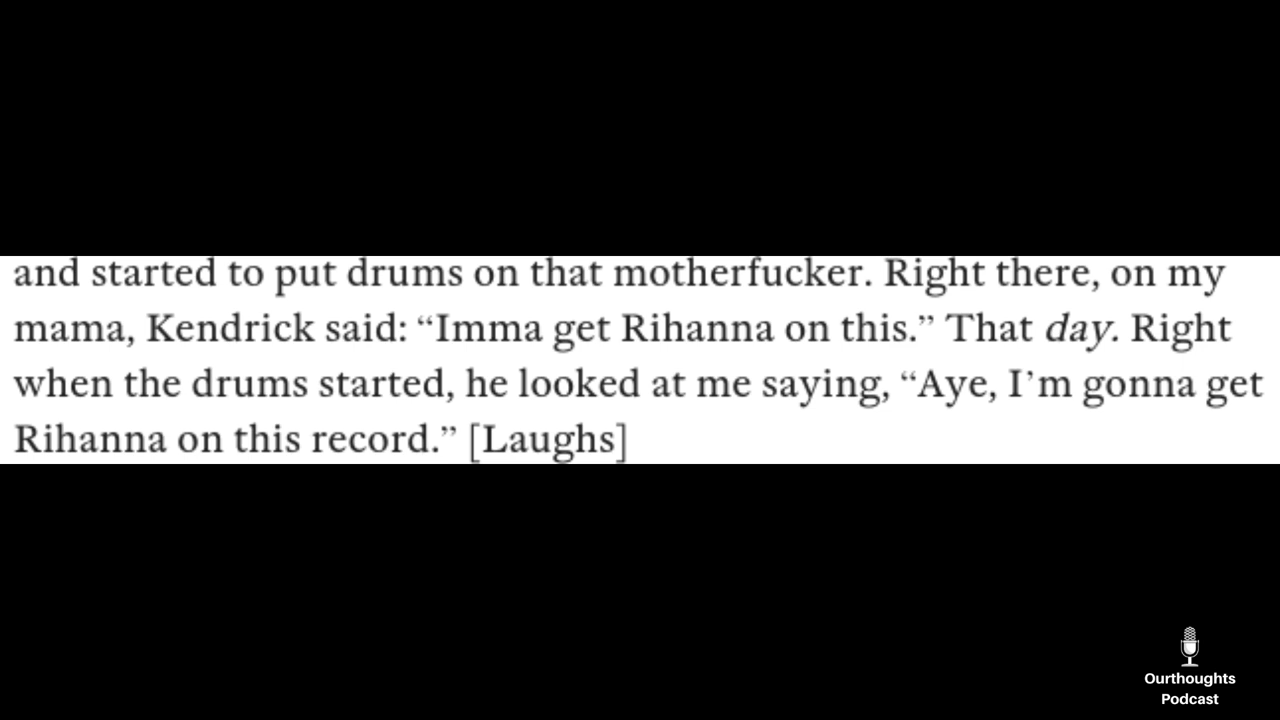 and started to put drums on that motherfucker. Right there, on my
mama, Kendrick said: “Imma get Rihanna on this.” That day. Right
when the drums started, he looked at me saying, “Aye, I’m gonna get
Rihanna on this record.” [Laughs]
Ourthoughts
Podcast